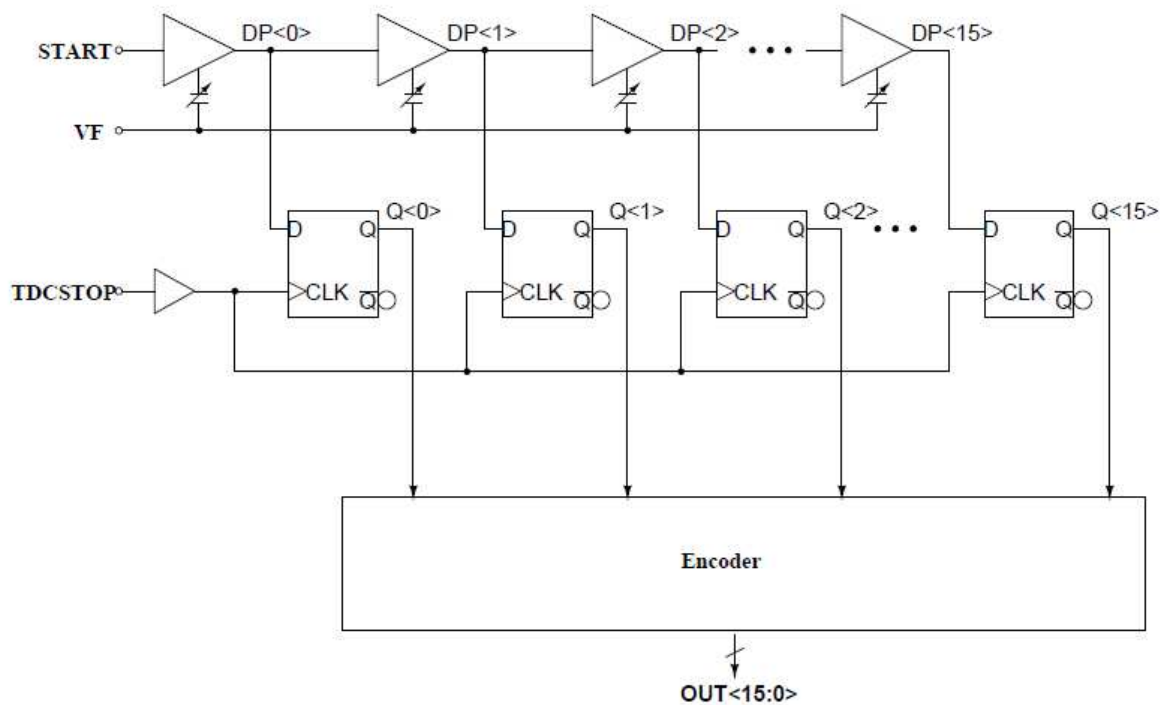 DP<0> DP<1> DP<2> DP<15>
START
VF
Q<0> Q<1> Q<2> Q<15>
D Q D Q D Q D Q
TDCSTOP CLK Q CLK Q CLK Q CLK Q
Encoder
OUT<15:0>